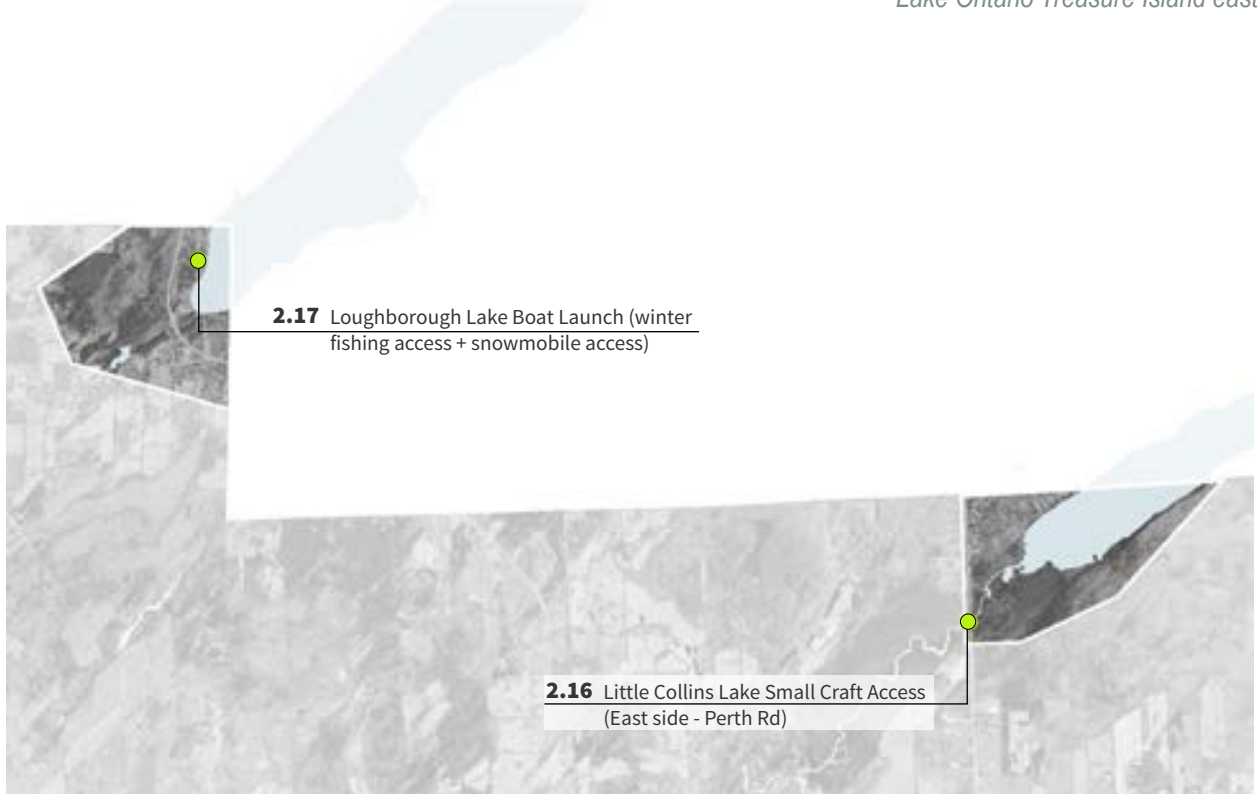 Lake Ontario Treasure Island east
2.17 Loughborough Lake Boat Launch (winter
fishing access + snowmobile access)
2.16 Little Collins Lake Small Craft Access
(East side - Perth Rd)